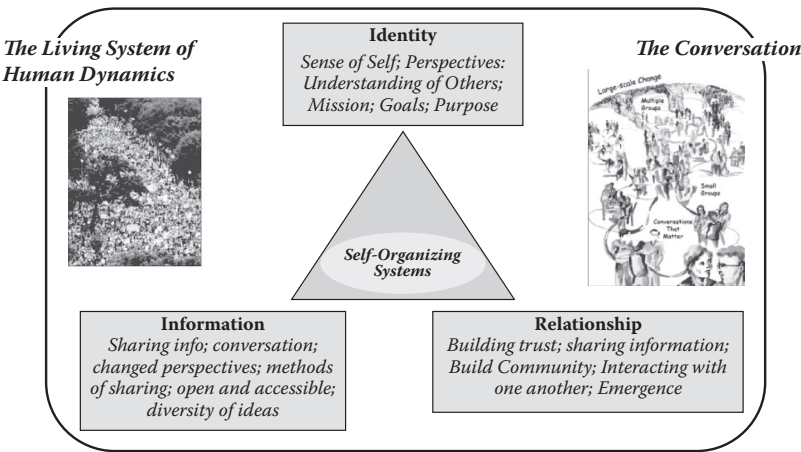 The Living System of
Human Dynamics
Identity
Sense of Self; Perspectives:
Understanding of Others;
Mission; Goals; Purpose
The Conversation
Large-scale Change
Multiple
Groups
Small
Groups
Conversations
That
Matter
Self-Organizing
Systems
Information
Sharing info; conversation;
changed perspectives; methods
of sharing; open and accessible;
diversity of ideas
Relationship
Building trust; sharing information;
Build Community; Interacting with
one another; Emergence